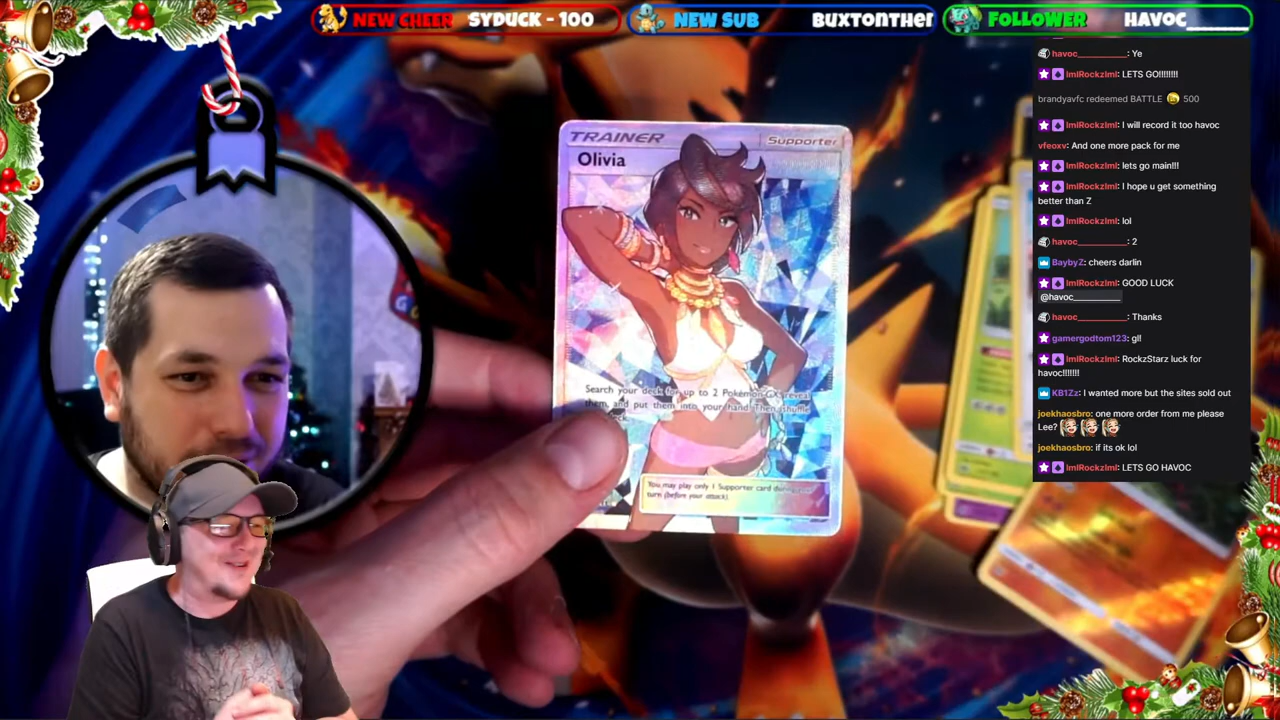 NEW CHEER SYDUCK - 100
NEW SUB BUXTONTHER
FOLLOWER HAVOC______
TRAINER
Supporter
Olivia
Search your deck for up to 2 Pokémon-GX, reveal
them, and put them into your hand. Then, shuffle
You may play only 1 Supporter card during your
turn (before your attack).
havoc__________: Ye
ImIRockzImI: LETS GO!!!!!!!!
brandyavfc redeemed BATTLE 500
ImIRockzImI: I will record it too havoc
vfeoxv: And one more pack for me
ImIRockzImI: lets go main!!!
ImIRockzImI: I hope u get something
better than Z
ImIRockzImI: lol
havoc__________: 2
BaybyZ: cheers darlin
ImIRockzImI: GOOD LUCK
@havoc__________
havoc__________: Thanks
gamergodtom123: gl!
ImIRockzImI: RockzStarz luck for
havoc!!!!!!!
KB1Zz: I wanted more but the sites sold out
joekhaosbro: one more order from me please
Lee?
joekhaosbro: if its ok lol
ImIRockzImI: LETS GO HAVOC